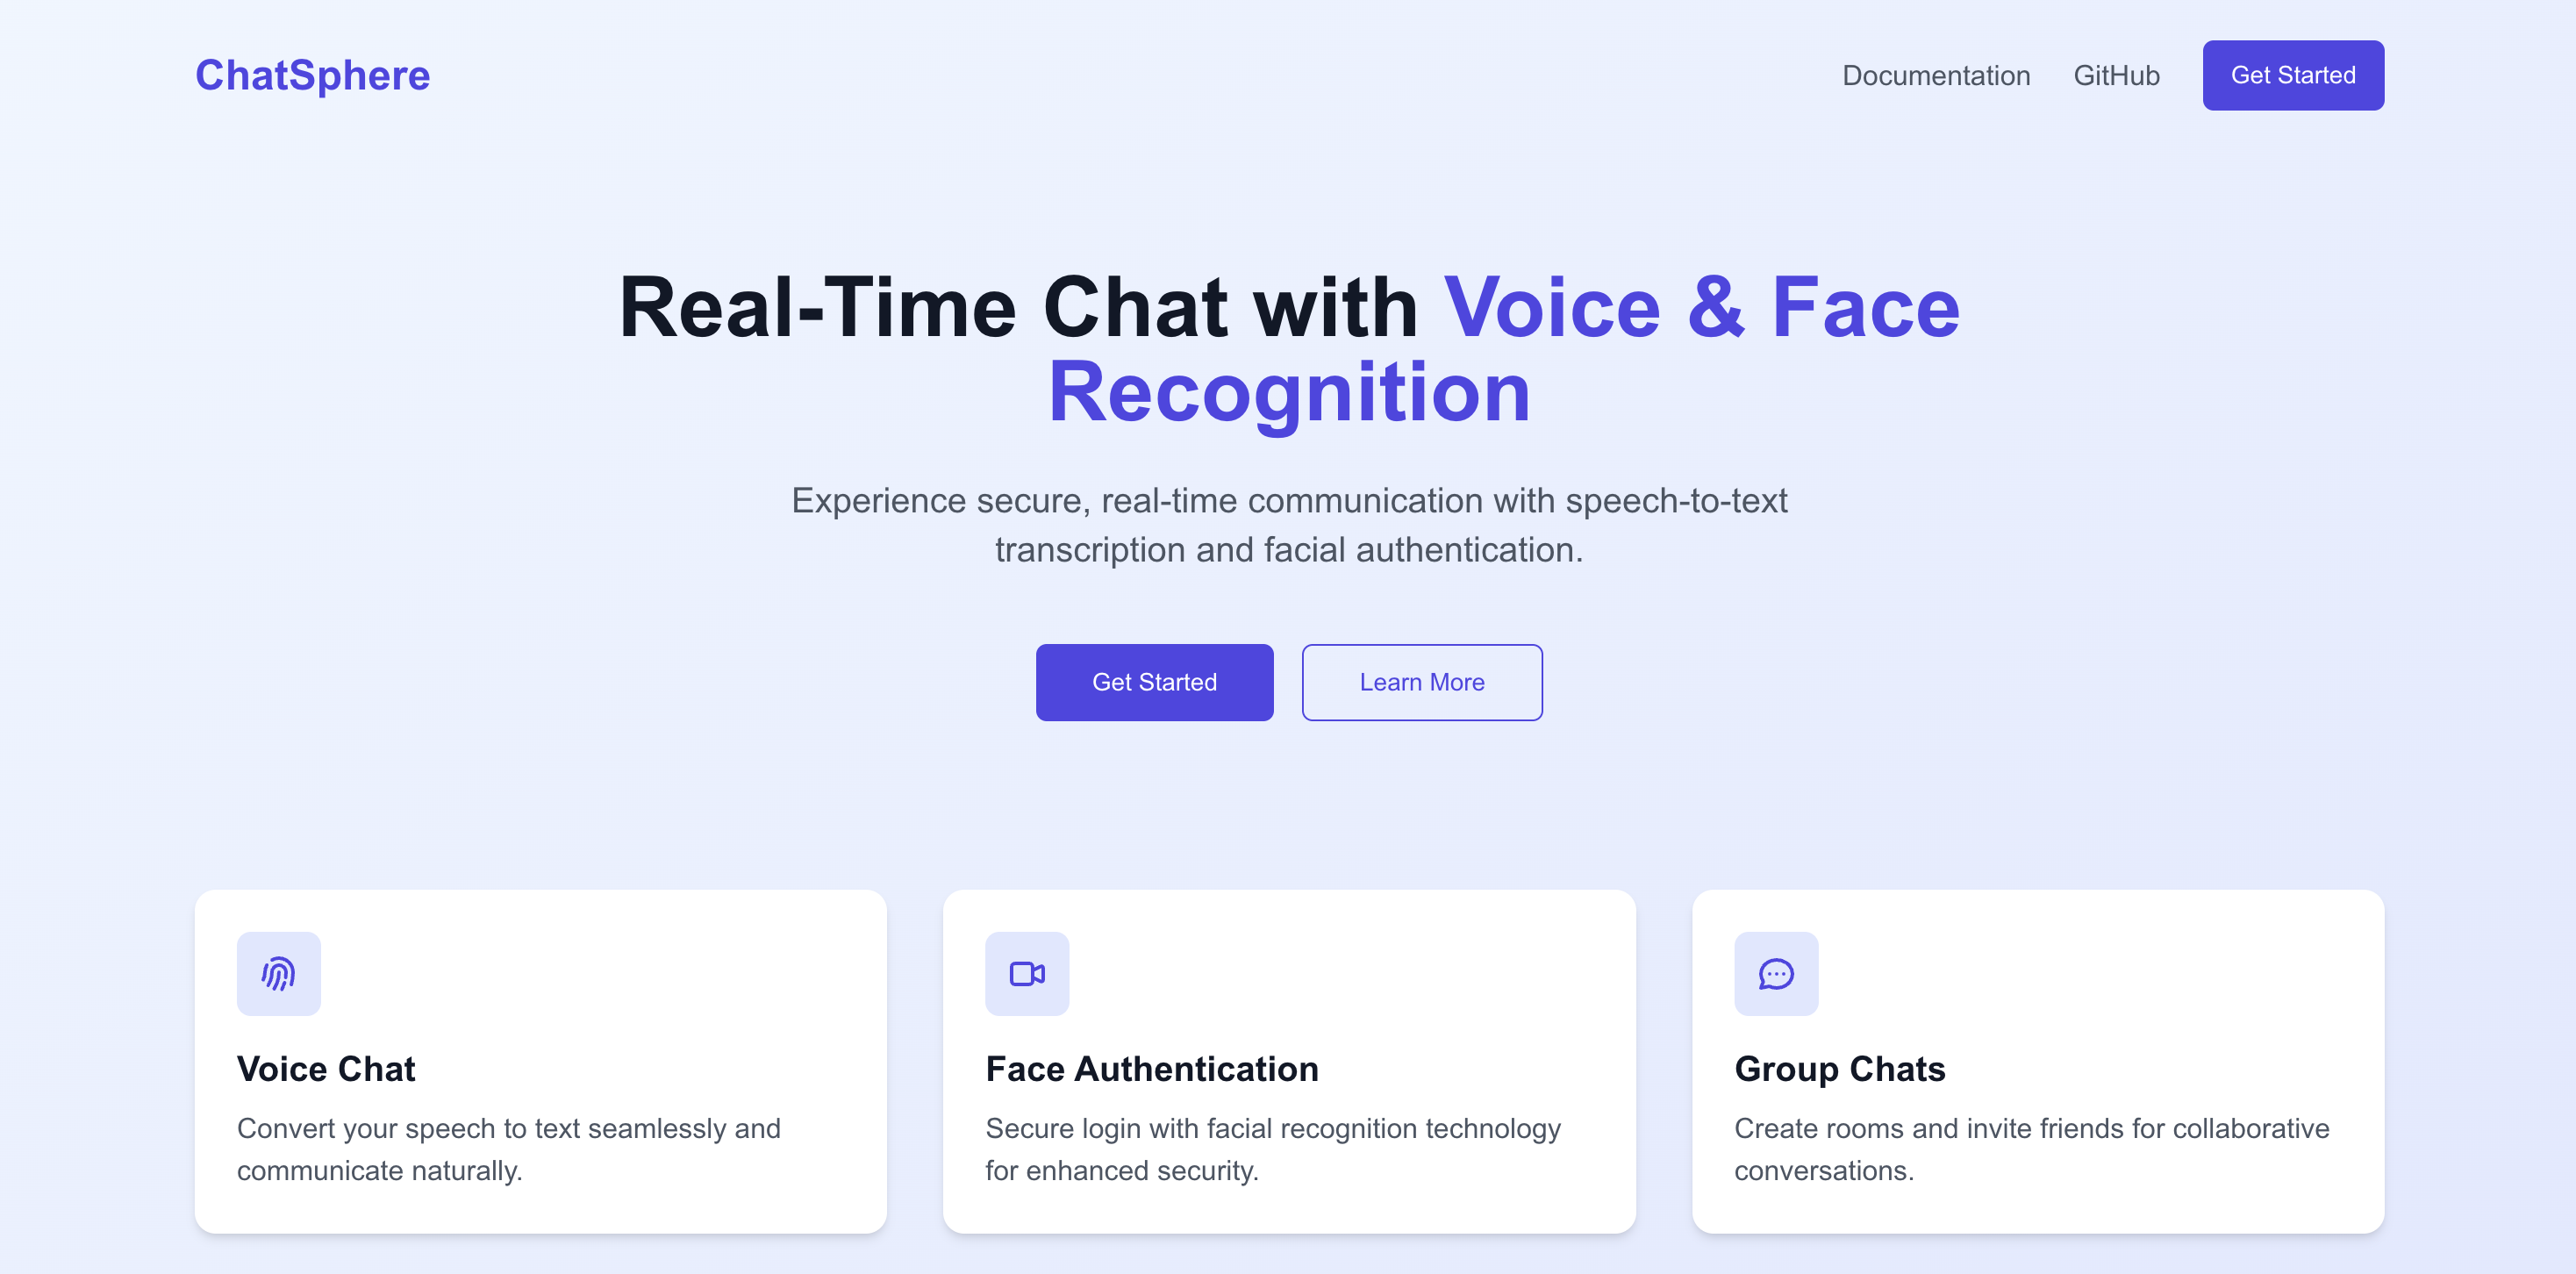 ChatSphere
Documentation
GitHub
Get Started
Real-Time Chat with Voice & Face
Recognition
Experience secure, real-time communication with speech-to-text
transcription and facial authentication.
Get Started
Learn More
Voice Chat
Convert your speech to text seamlessly and
communicate naturally.
Face Authentication
Secure login with facial recognition technology
for enhanced security.
Group Chats
Create rooms and invite friends for collaborative
conversations.